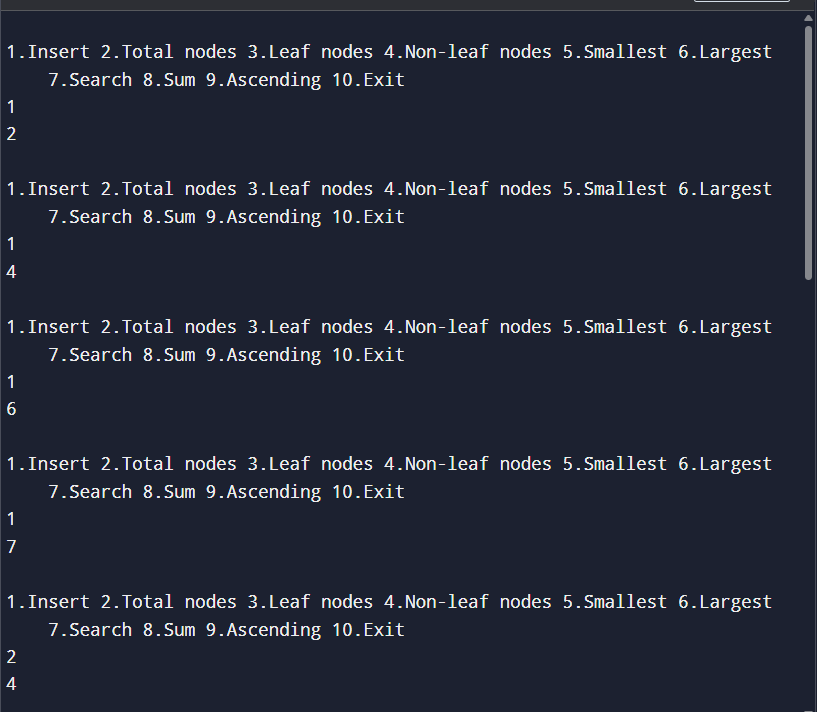 1.Insert 2.Total nodes 3.Leaf nodes 4.Non-leaf nodes 5.Smallest 6.Largest
7.Search 8.Sum 9.Ascending 10.Exit
1
2
1.Insert 2.Total nodes 3.Leaf nodes 4.Non-leaf nodes 5.Smallest 6.Largest
7.Search 8.Sum 9.Ascending 10.Exit
1
4
1.Insert 2.Total nodes 3.Leaf nodes 4.Non-leaf nodes 5.Smallest 6.Largest
7.Search 8.Sum 9.Ascending 10.Exit
1
6
1.Insert 2.Total nodes 3.Leaf nodes 4.Non-leaf nodes 5.Smallest 6.Largest
7.Search 8.Sum 9.Ascending 10.Exit
1
7
1.Insert 2.Total nodes 3.Leaf nodes 4.Non-leaf nodes 5.Smallest 6.Largest
7.Search 8.Sum 9.Ascending 10.Exit
2
4